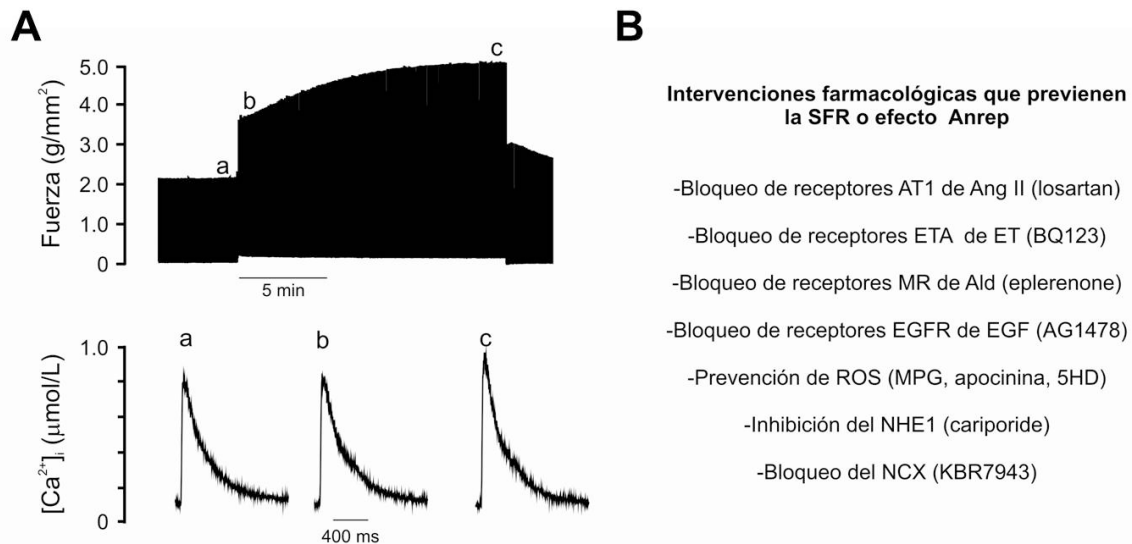 A
Fuerza (g/mm²)
5.0
4.0
3.0
2.0
1.0
0
a
b
c
5 min
[Ca²⁺]ᵢ (μmol/L)
1.0
0
a
b
c
400 ms
B
Intervenciones farmacológicas que previenen
la SFR o efecto Anrep
-Bloqueo de receptores AT1 de Ang II (losartan)
-Bloqueo de receptores ETA de ET (BQ123)
-Bloqueo de receptores MR de Ald (eplerenone)
-Bloqueo de receptores EGFR de EGF (AG1478)
-Prevención de ROS (MPG, apocinina, 5HD)
-Inhibición del NHE1 (cariporide)
-Bloqueo del NCX (KBR7943)